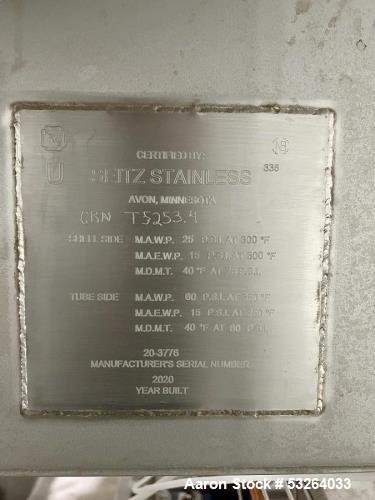 CERTIFIED BY:
U
SEITZ STAINLESS
336
AVON, MINNESOTA
CRN T5253.4
SHELL SIDE M.A.W.P. 25 P.S.I. AT 300 °F
M.A.E.W.P. 15 P.S.I. AT 300 °F
M.D.M.T. 40 °F AT P.S.I.
TUBE SIDE M.A.W.P. 60 P.S.I. AT °F
M.A.E.W.P. 15 P.S.I. AT °F
M.D.M.T. 40 °F AT 60 P.S.I.
20-3776
MANUFACTURER'S SERIAL NUMBER
2020
YEAR BUILT
Aaron Stock # 53264033